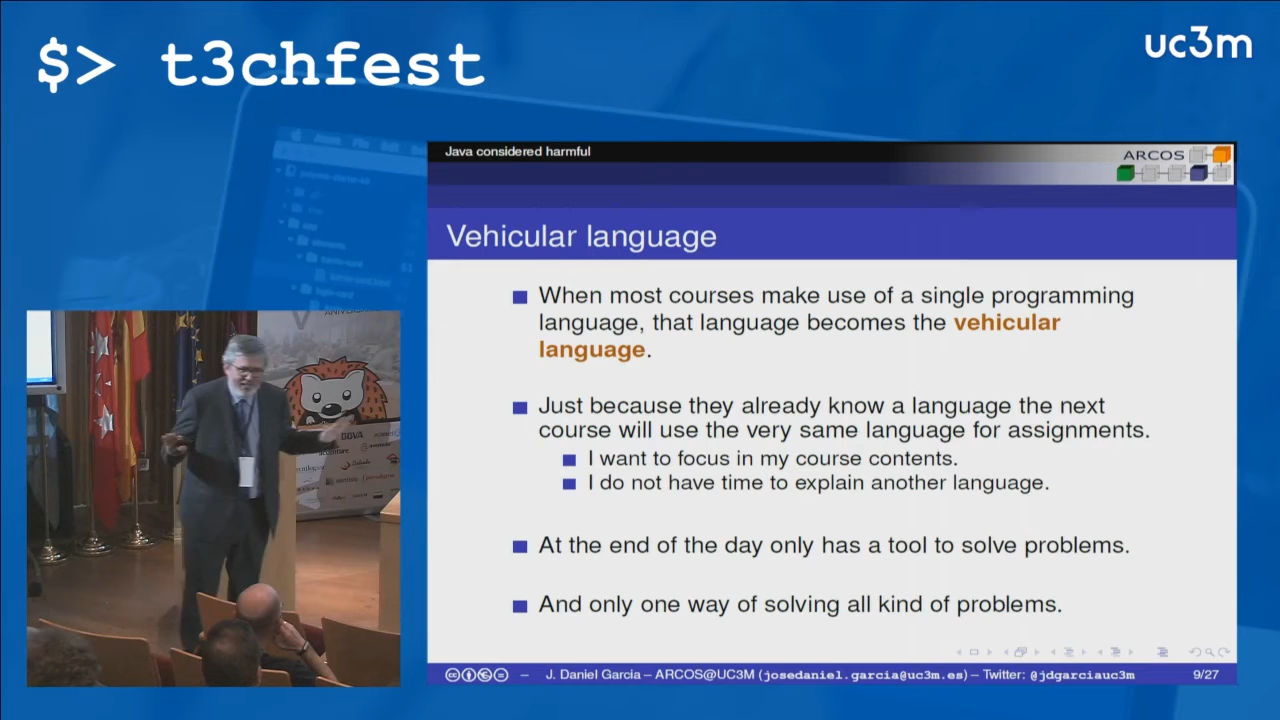 $> t3chfest
uc3m
Java considered harmful
ARCOS
Vehicular language
When most courses make use of a single programming
language, that language becomes the vehicular
language.
Just because they already know a language the next
course will use the very same language for assignments.
I want to focus in my course contents.
I do not have time to explain another language.
At the end of the day only has a tool to solve problems.
And only one way of solving all kind of problems.
J. Daniel Garcia – ARCOS@UC3M (josedaniel.garcia@uc3m.es) – Twitter: @jdgarciauc3m
9/27
BBVA